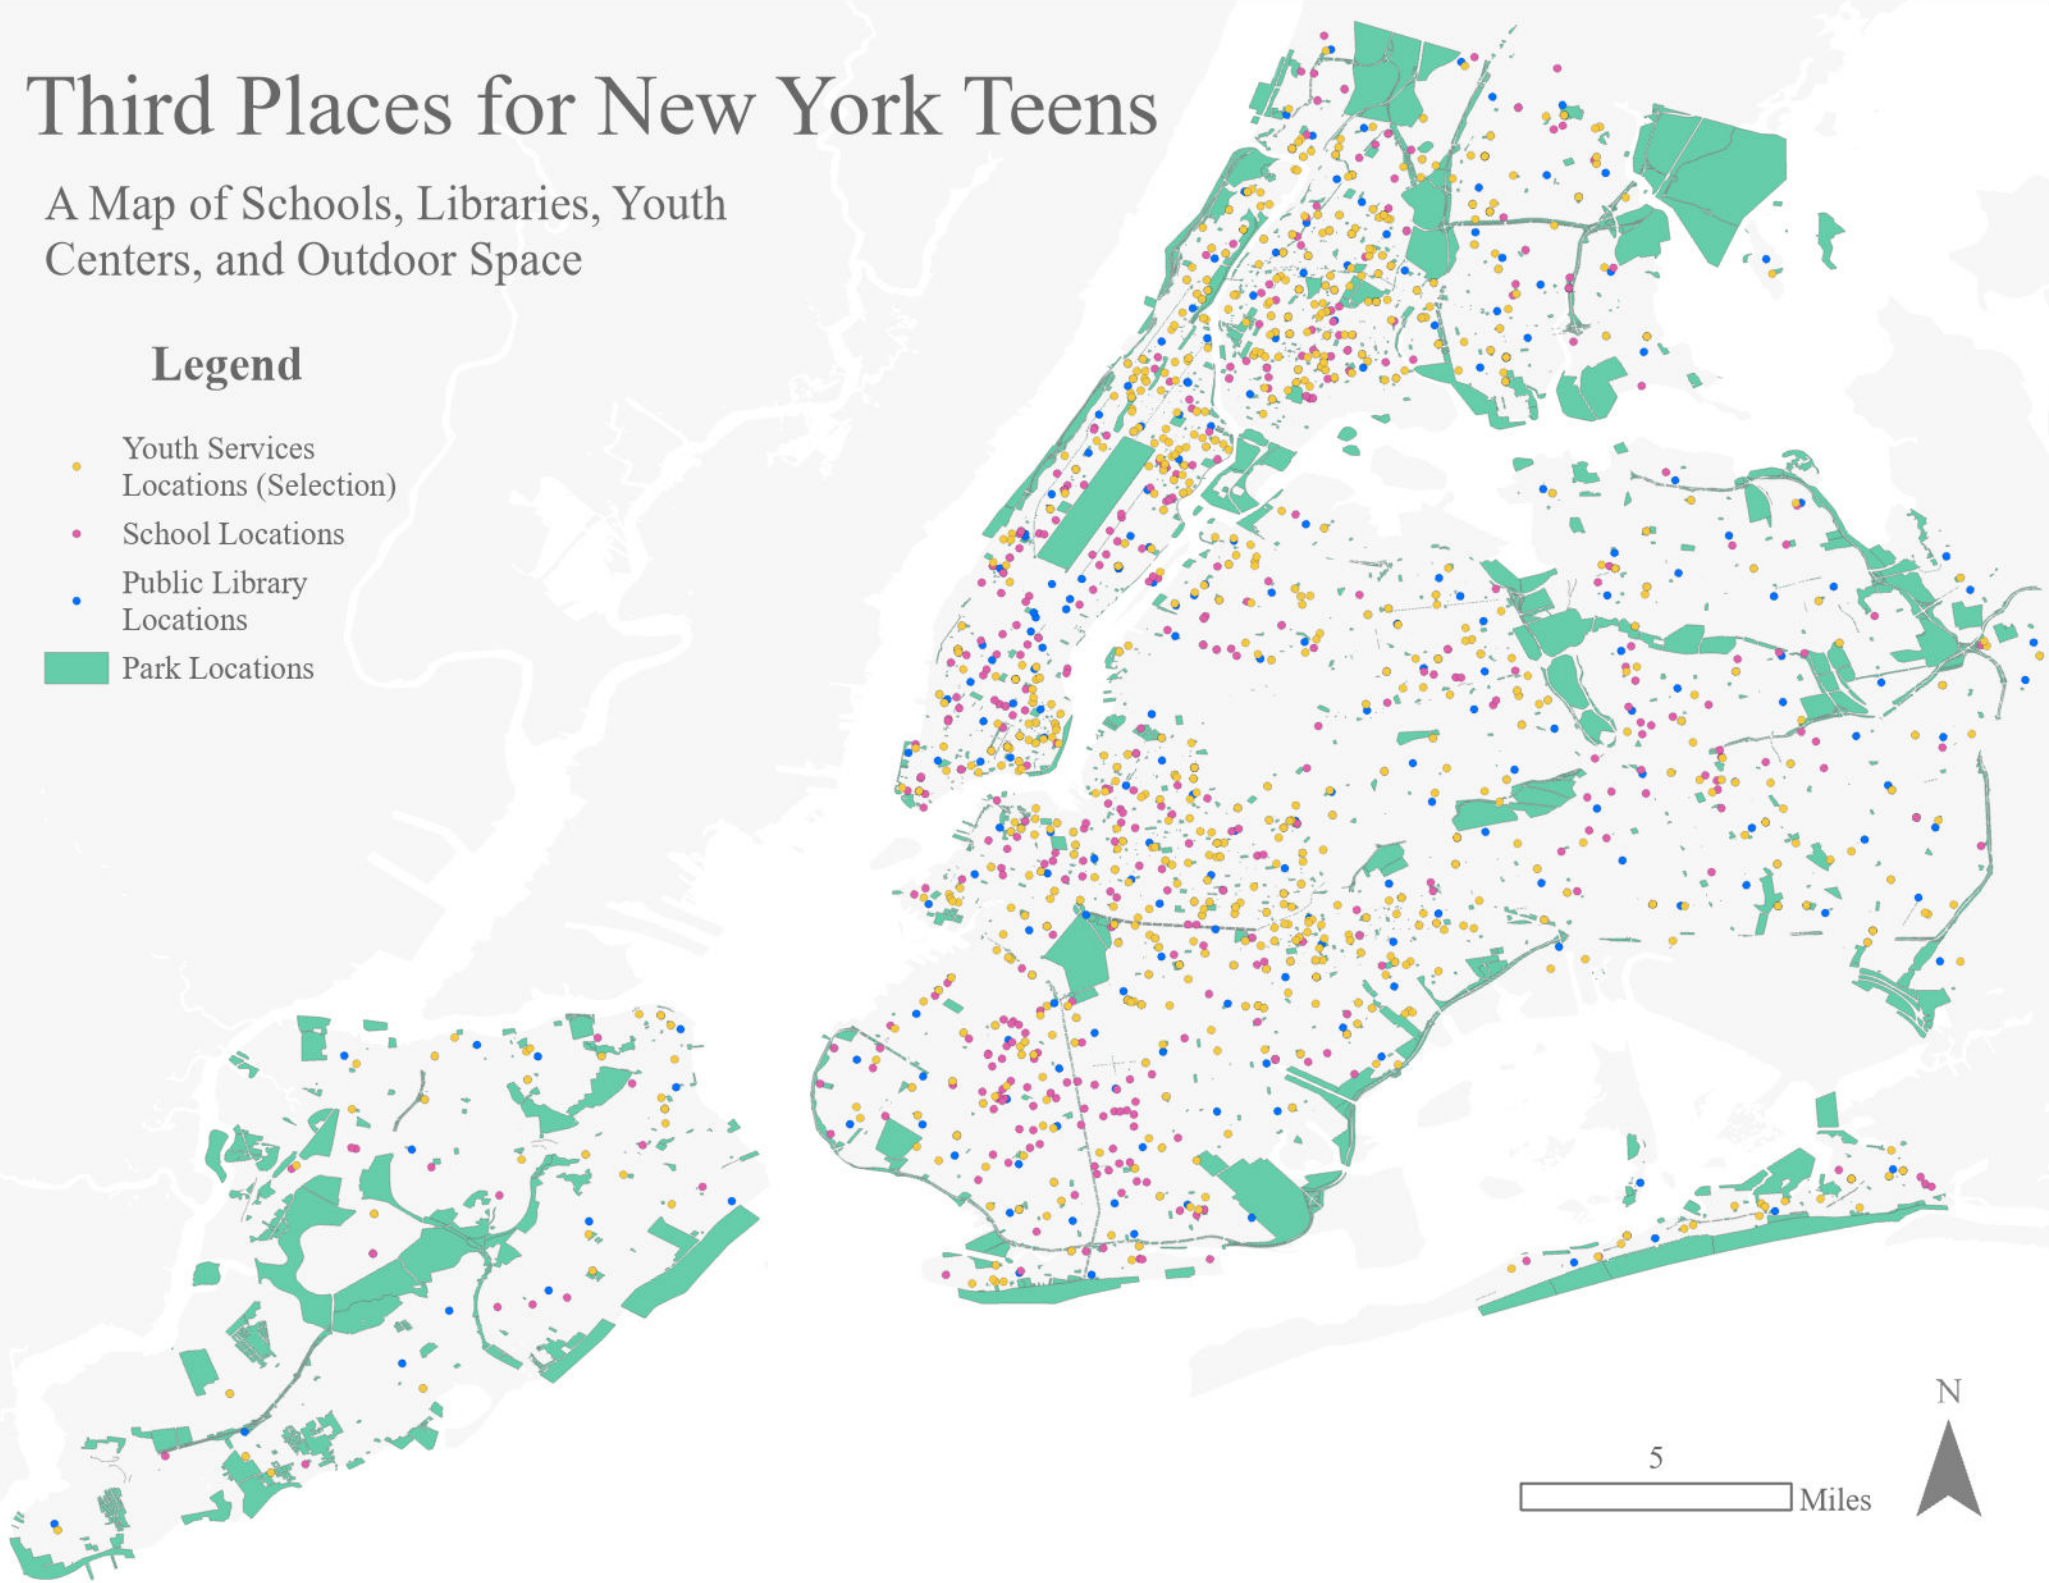 Third Places for New York Teens
A Map of Schools, Libraries, Youth
Centers, and Outdoor Space
Legend
Youth Services
Locations (Selection)
School Locations
Public Library
Locations
Park Locations
N
5
Miles